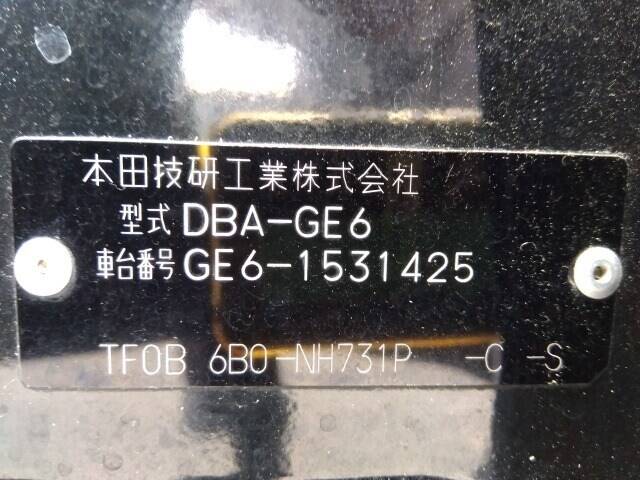 本田技研工業株式会社
型式 DBA-GE6
車台番号 GE6-1531425
TF0B 6B0-NH731P -C -S